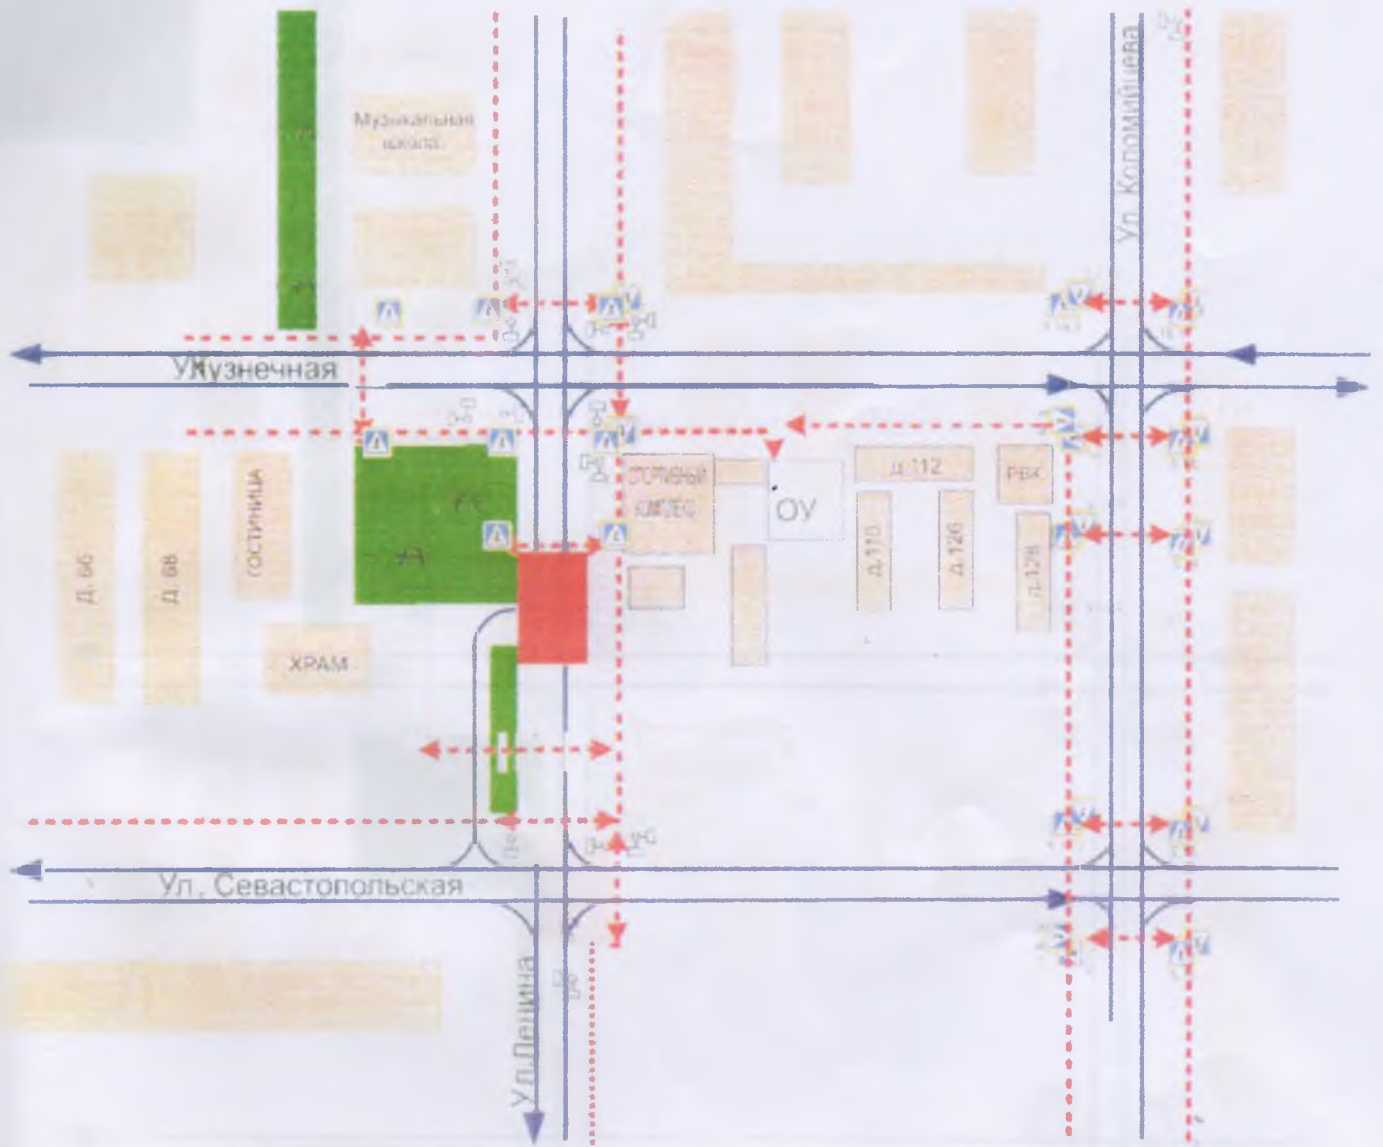 Музыкальная
школа
Ул. Коломийцева
Ул. Кузнечная
ГОСТИНИЦА
Д. 66
Д. 68
ХРАМ
СПОРТИВНЫЙ
КОМПЛЕКС
ОУ
д.112
РВК
д.110
д.126
д.128
Ул. Севастопольская
Ул.Ленина